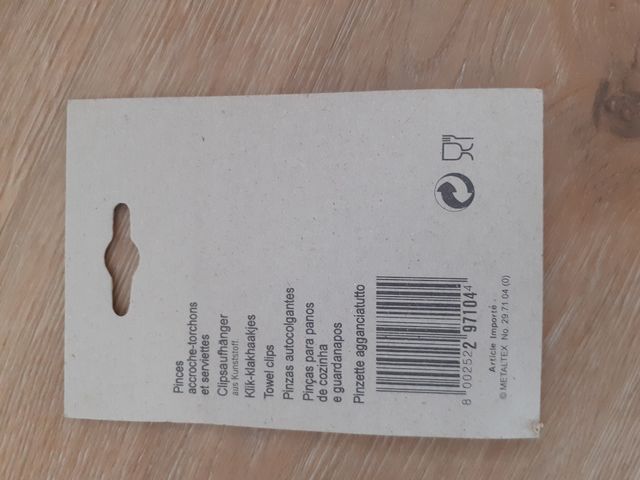 Pinces
accroche-torchons
et serviettes
Clipsaufhänger
aus Kunststoff.
Klik-klakhaakjes
Towel clips
Pinzas autocolgantes
Pinças para panos
de cozinha
e guardanapos
Pinzette agganciatutto
8 002522 971044
Article Importé.
© METALTEX No. 29 71 04 (0)